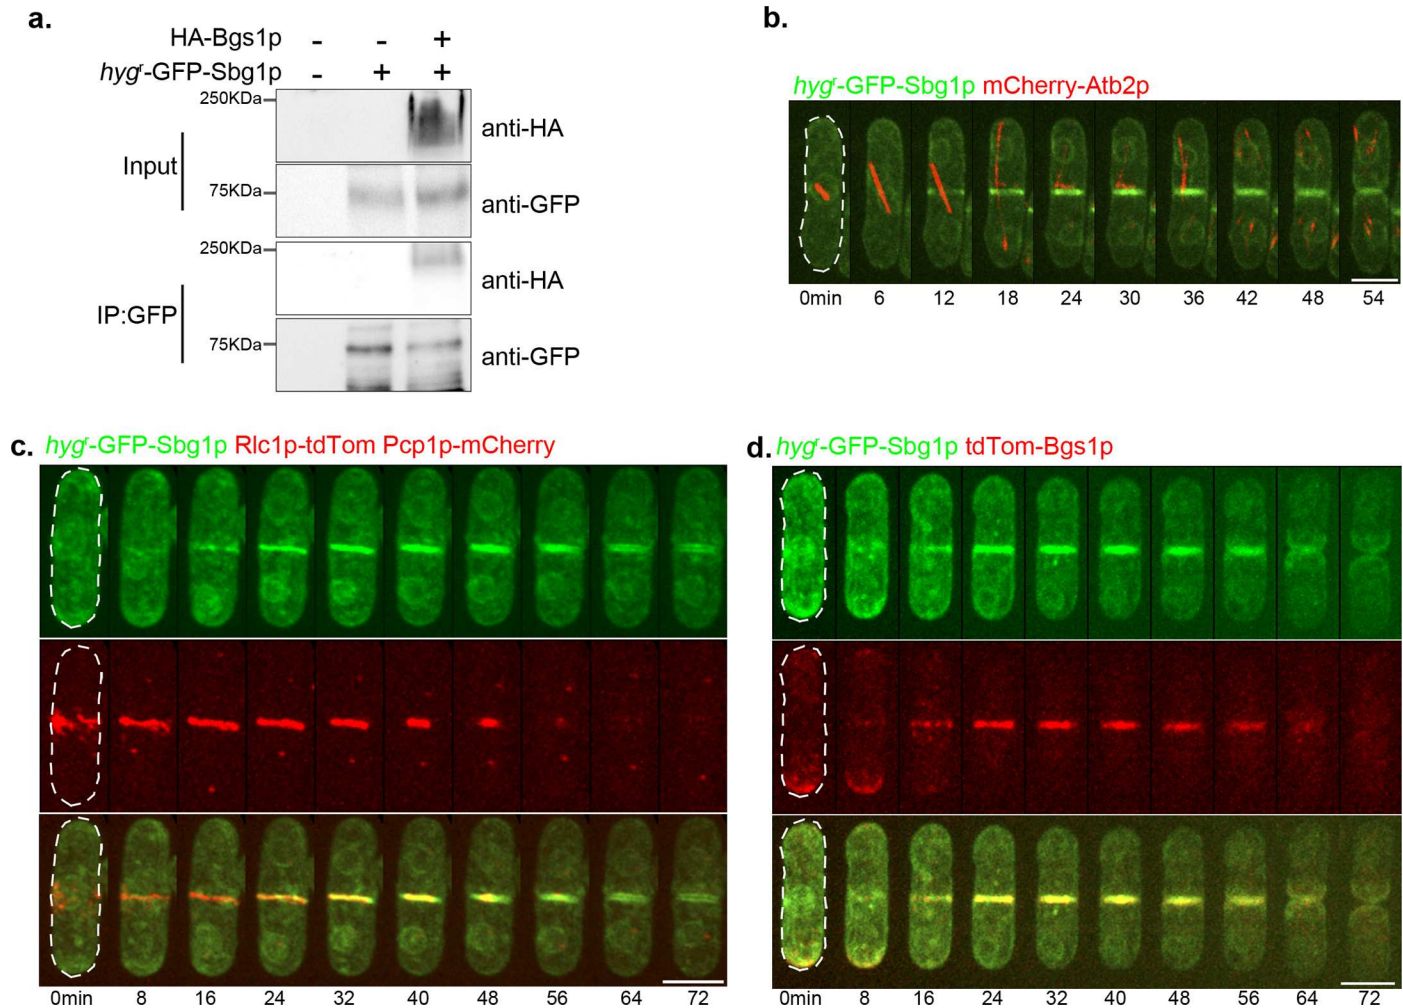 a.
HA-Bgs1p - - +
hygʳ-GFP-Sbg1p - + +
250KDa
anti-HA
Input
75KDa
anti-GFP
250KDa
anti-HA
IP:GFP
75KDa
anti-GFP
b.
hygʳ-GFP-Sbg1p mCherry-Atb2p
0min 6 12 18 24 30 36 42 48 54
c. hygʳ-GFP-Sbg1p Rlc1p-tdTom Pcp1p-mCherry
0min 8 16 24 32 40 48 56 64 72
d. hygʳ-GFP-Sbg1p tdTom-Bgs1p
0min 8 16 24 32 40 48 56 64 72